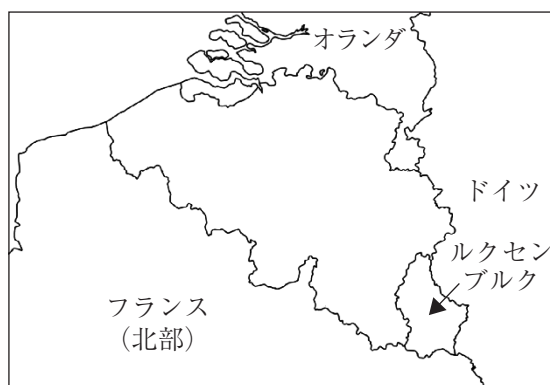 オランダ
ドイツ
ルクセン
ブルク
フランス
（北部）